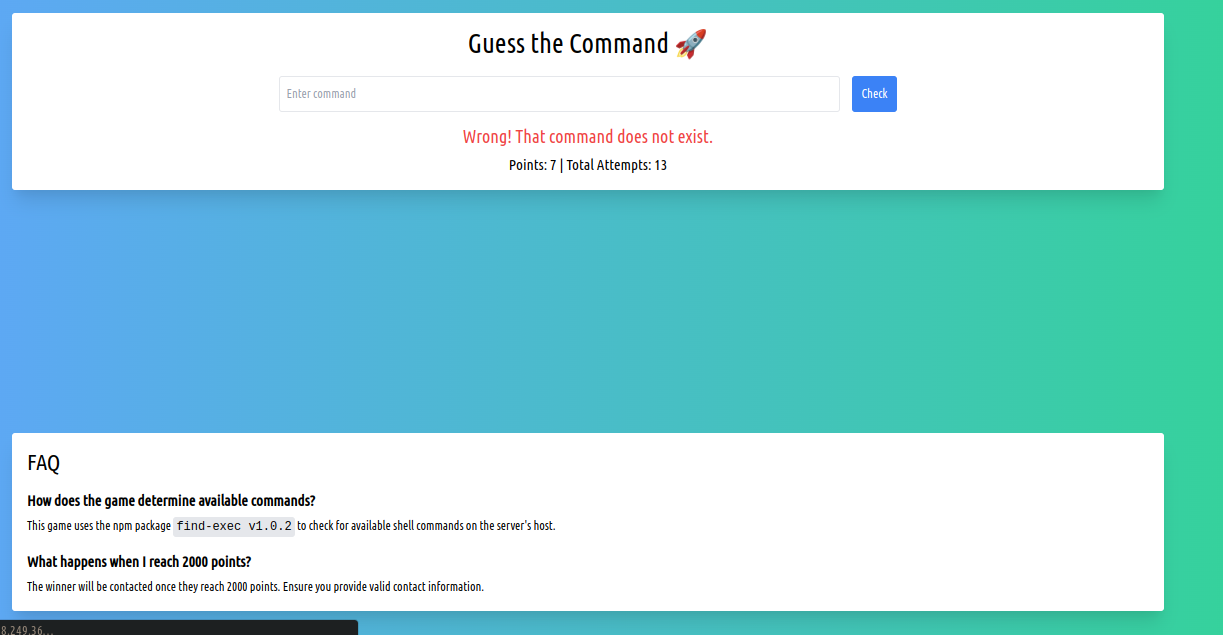 Guess the Command 🚀
Enter command
Check
Wrong! That command does not exist.
Points: 7 | Total Attempts: 13
FAQ
How does the game determine available commands?
This game uses the npm package find-exec v1.0.2 to check for available shell commands on the server's host.
What happens when I reach 2000 points?
The winner will be contacted once they reach 2000 points. Ensure you provide valid contact information.
8.249.36...